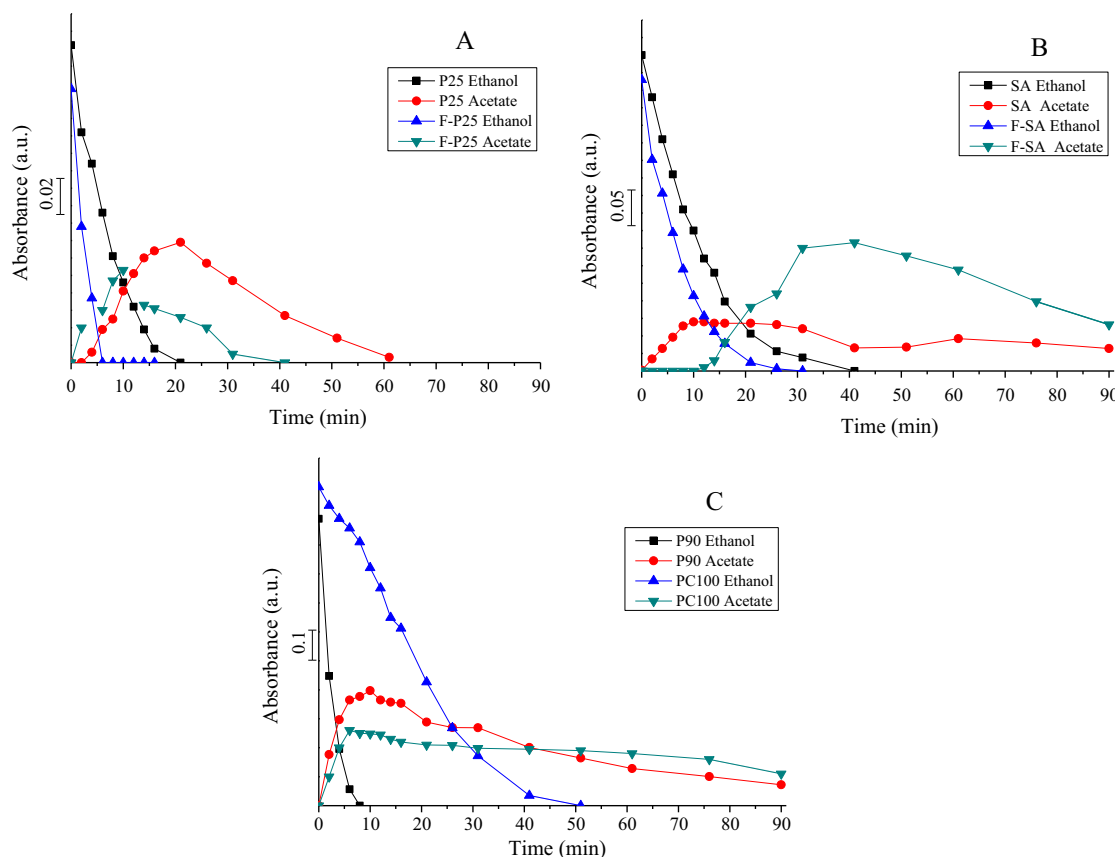 A
P25 Ethanol
P25 Acetate
F-P25 Ethanol
F-P25 Acetate
Absorbance (a.u.)
0.02
0 10 20 30 40 50 60 70 80 90
Time (min)
B
SA Ethanol
SA Acetate
F-SA Ethanol
F-SA Acetate
Absorbance (a.u.)
0.05
0 10 20 30 40 50 60 70 80 90
Time (min)
C
P90 Ethanol
P90 Acetate
PC100 Ethanol
PC100 Acetate
Absorbance (a.u.)
0.1
0 10 20 30 40 50 60 70 80 90
Time (min)